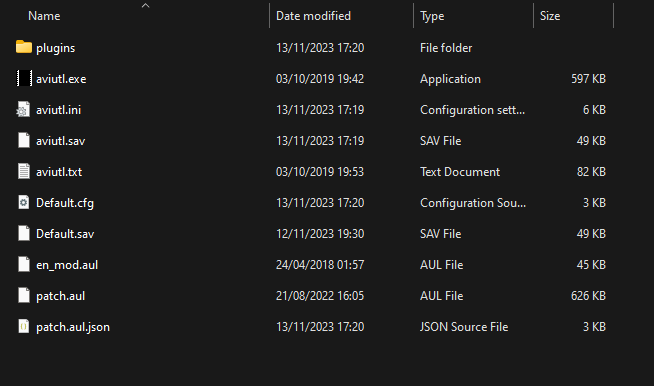 Name Date modified Type Size
plugins 13/11/2023 17:20 File folder
aviutl.exe 03/10/2019 19:42 Application 597 KB
aviutl.ini 13/11/2023 17:19 Configuration sett... 6 KB
aviutl.sav 13/11/2023 17:19 SAV File 49 KB
aviutl.txt 03/10/2019 19:53 Text Document 82 KB
Default.cfg 13/11/2023 17:20 Configuration Sou... 3 KB
Default.sav 12/11/2023 19:30 SAV File 49 KB
en_mod.aul 24/04/2018 01:57 AUL File 45 KB
patch.aul 21/08/2022 16:05 AUL File 626 KB
patch.aul.json 13/11/2023 17:20 JSON Source File 3 KB